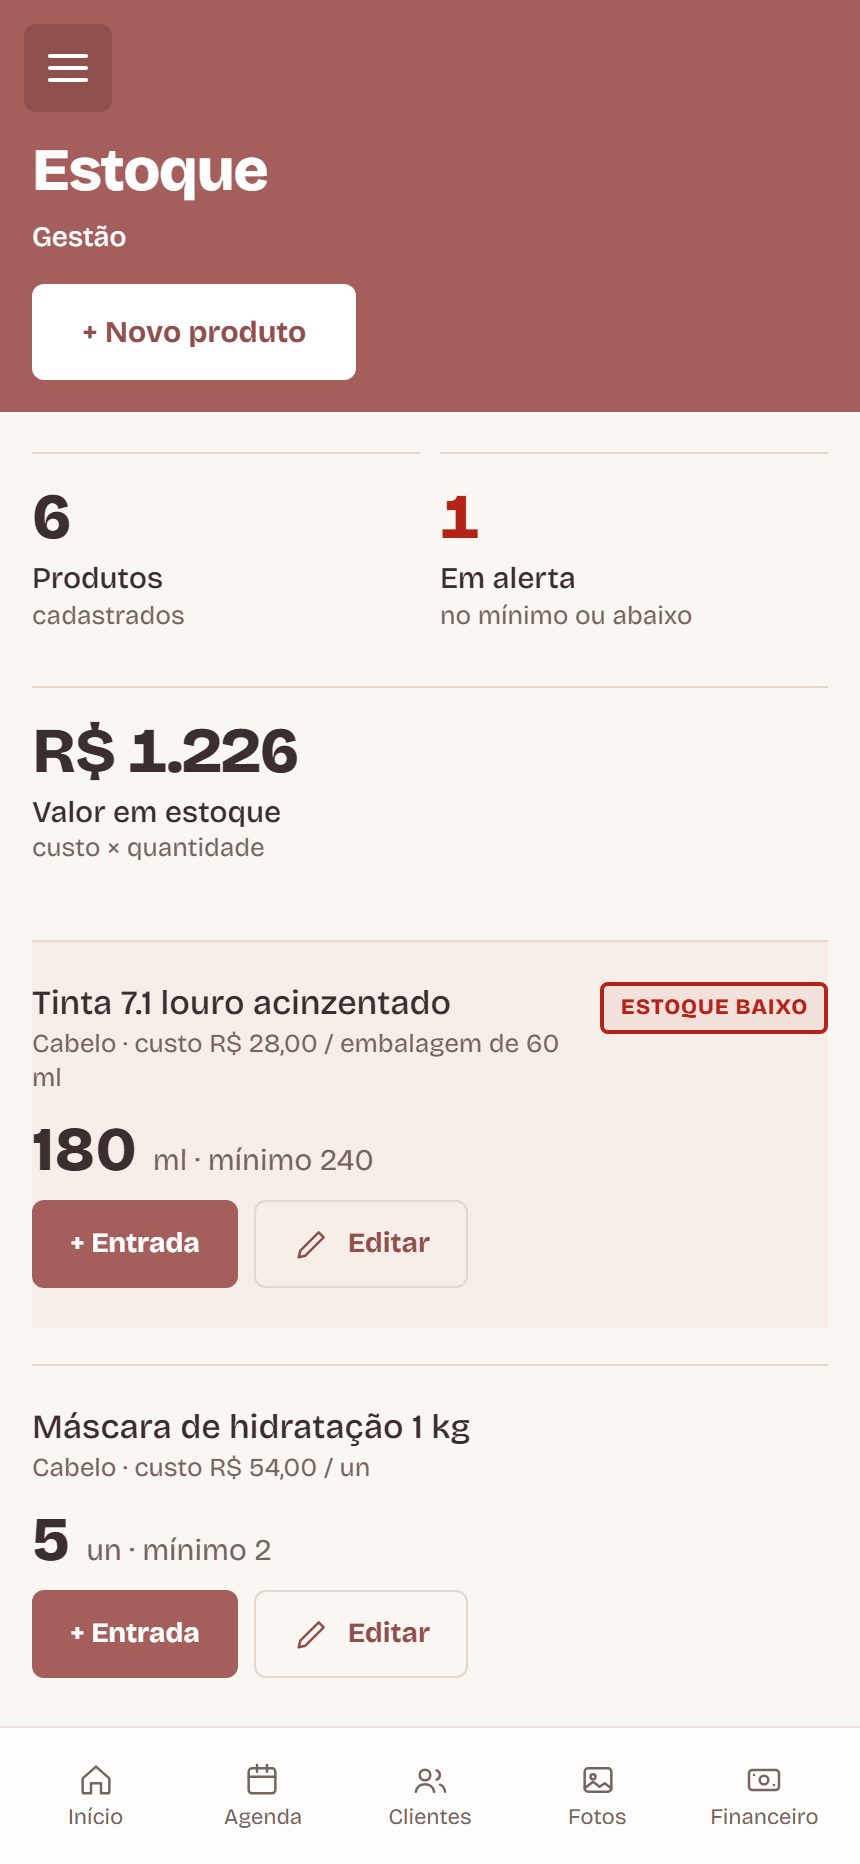 Estoque
Gestão
+ Novo produto
6
Produtos
cadastrados
1
Em alerta
no mínimo ou abaixo
R$ 1.226
Valor em estoque
custo × quantidade
Tinta 7.1 louro acinzentado
ESTOQUE BAIXO
Cabelo · custo R$ 28,00 / embalagem de 60
ml
180 ml · mínimo 240
+ Entrada
Editar
Máscara de hidratação 1 kg
Cabelo · custo R$ 54,00 / un
5 un · mínimo 2
+ Entrada
Editar
Início
Agenda
Clientes
Fotos
Financeiro